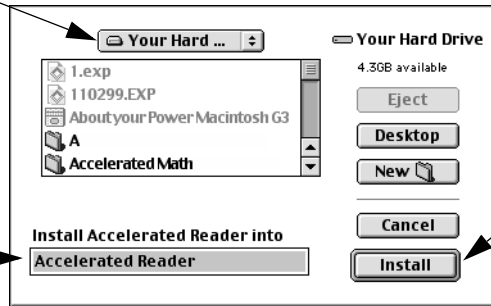 Your Hard ...
Your Hard Drive
4.3GB available
1.exp
110299.EXP
About your Power Macintosh G3
A
Accelerated Math
Eject
Desktop
New
Cancel
Install Accelerated Reader into
Accelerated Reader
Install